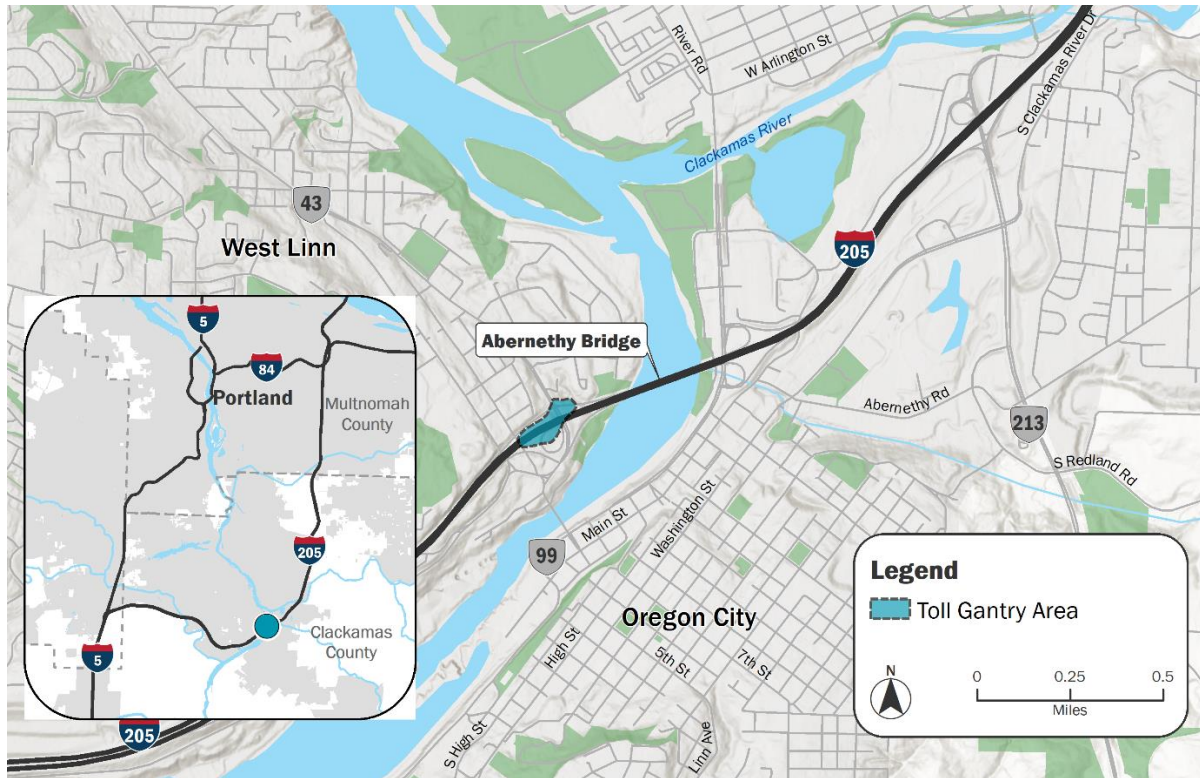 River Rd
W Arlington St
S Clackamas River Dr
Clackamas River
43
West Linn
205
Abernethy Bridge
Abernethy Rd
213
S Redland Rd
Main St
Washington St
99
Oregon City
High St
5th St
7th St
S High St
Linn Ave
205
5
84
Portland
Multnomah
County
205
Clackamas
County
5
Legend
Toll Gantry Area
N
0
0.25
0.5
Miles